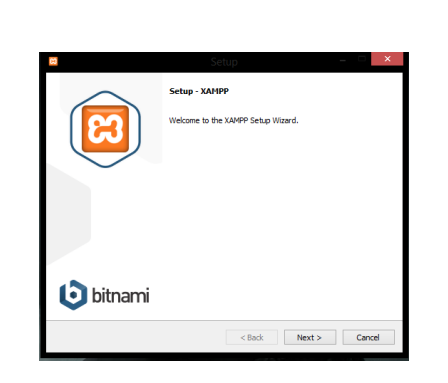 Setup
Setup - XAMPP
Welcome to the XAMPP Setup Wizard.
bitnami
< Back Next > Cancel